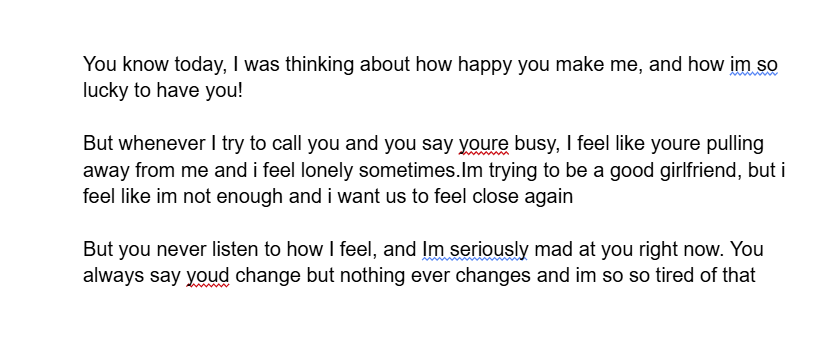 You know today, I was thinking about how happy you make me, and how im so
lucky to have you!
But whenever I try to call you and you say youre busy, I feel like youre pulling
away from me and i feel lonely sometimes.Im trying to be a good girlfriend, but i
feel like im not enough and i want us to feel close again
But you never listen to how I feel, and Im seriously mad at you right now. You
always say youd change but nothing ever changes and im so so tired of that